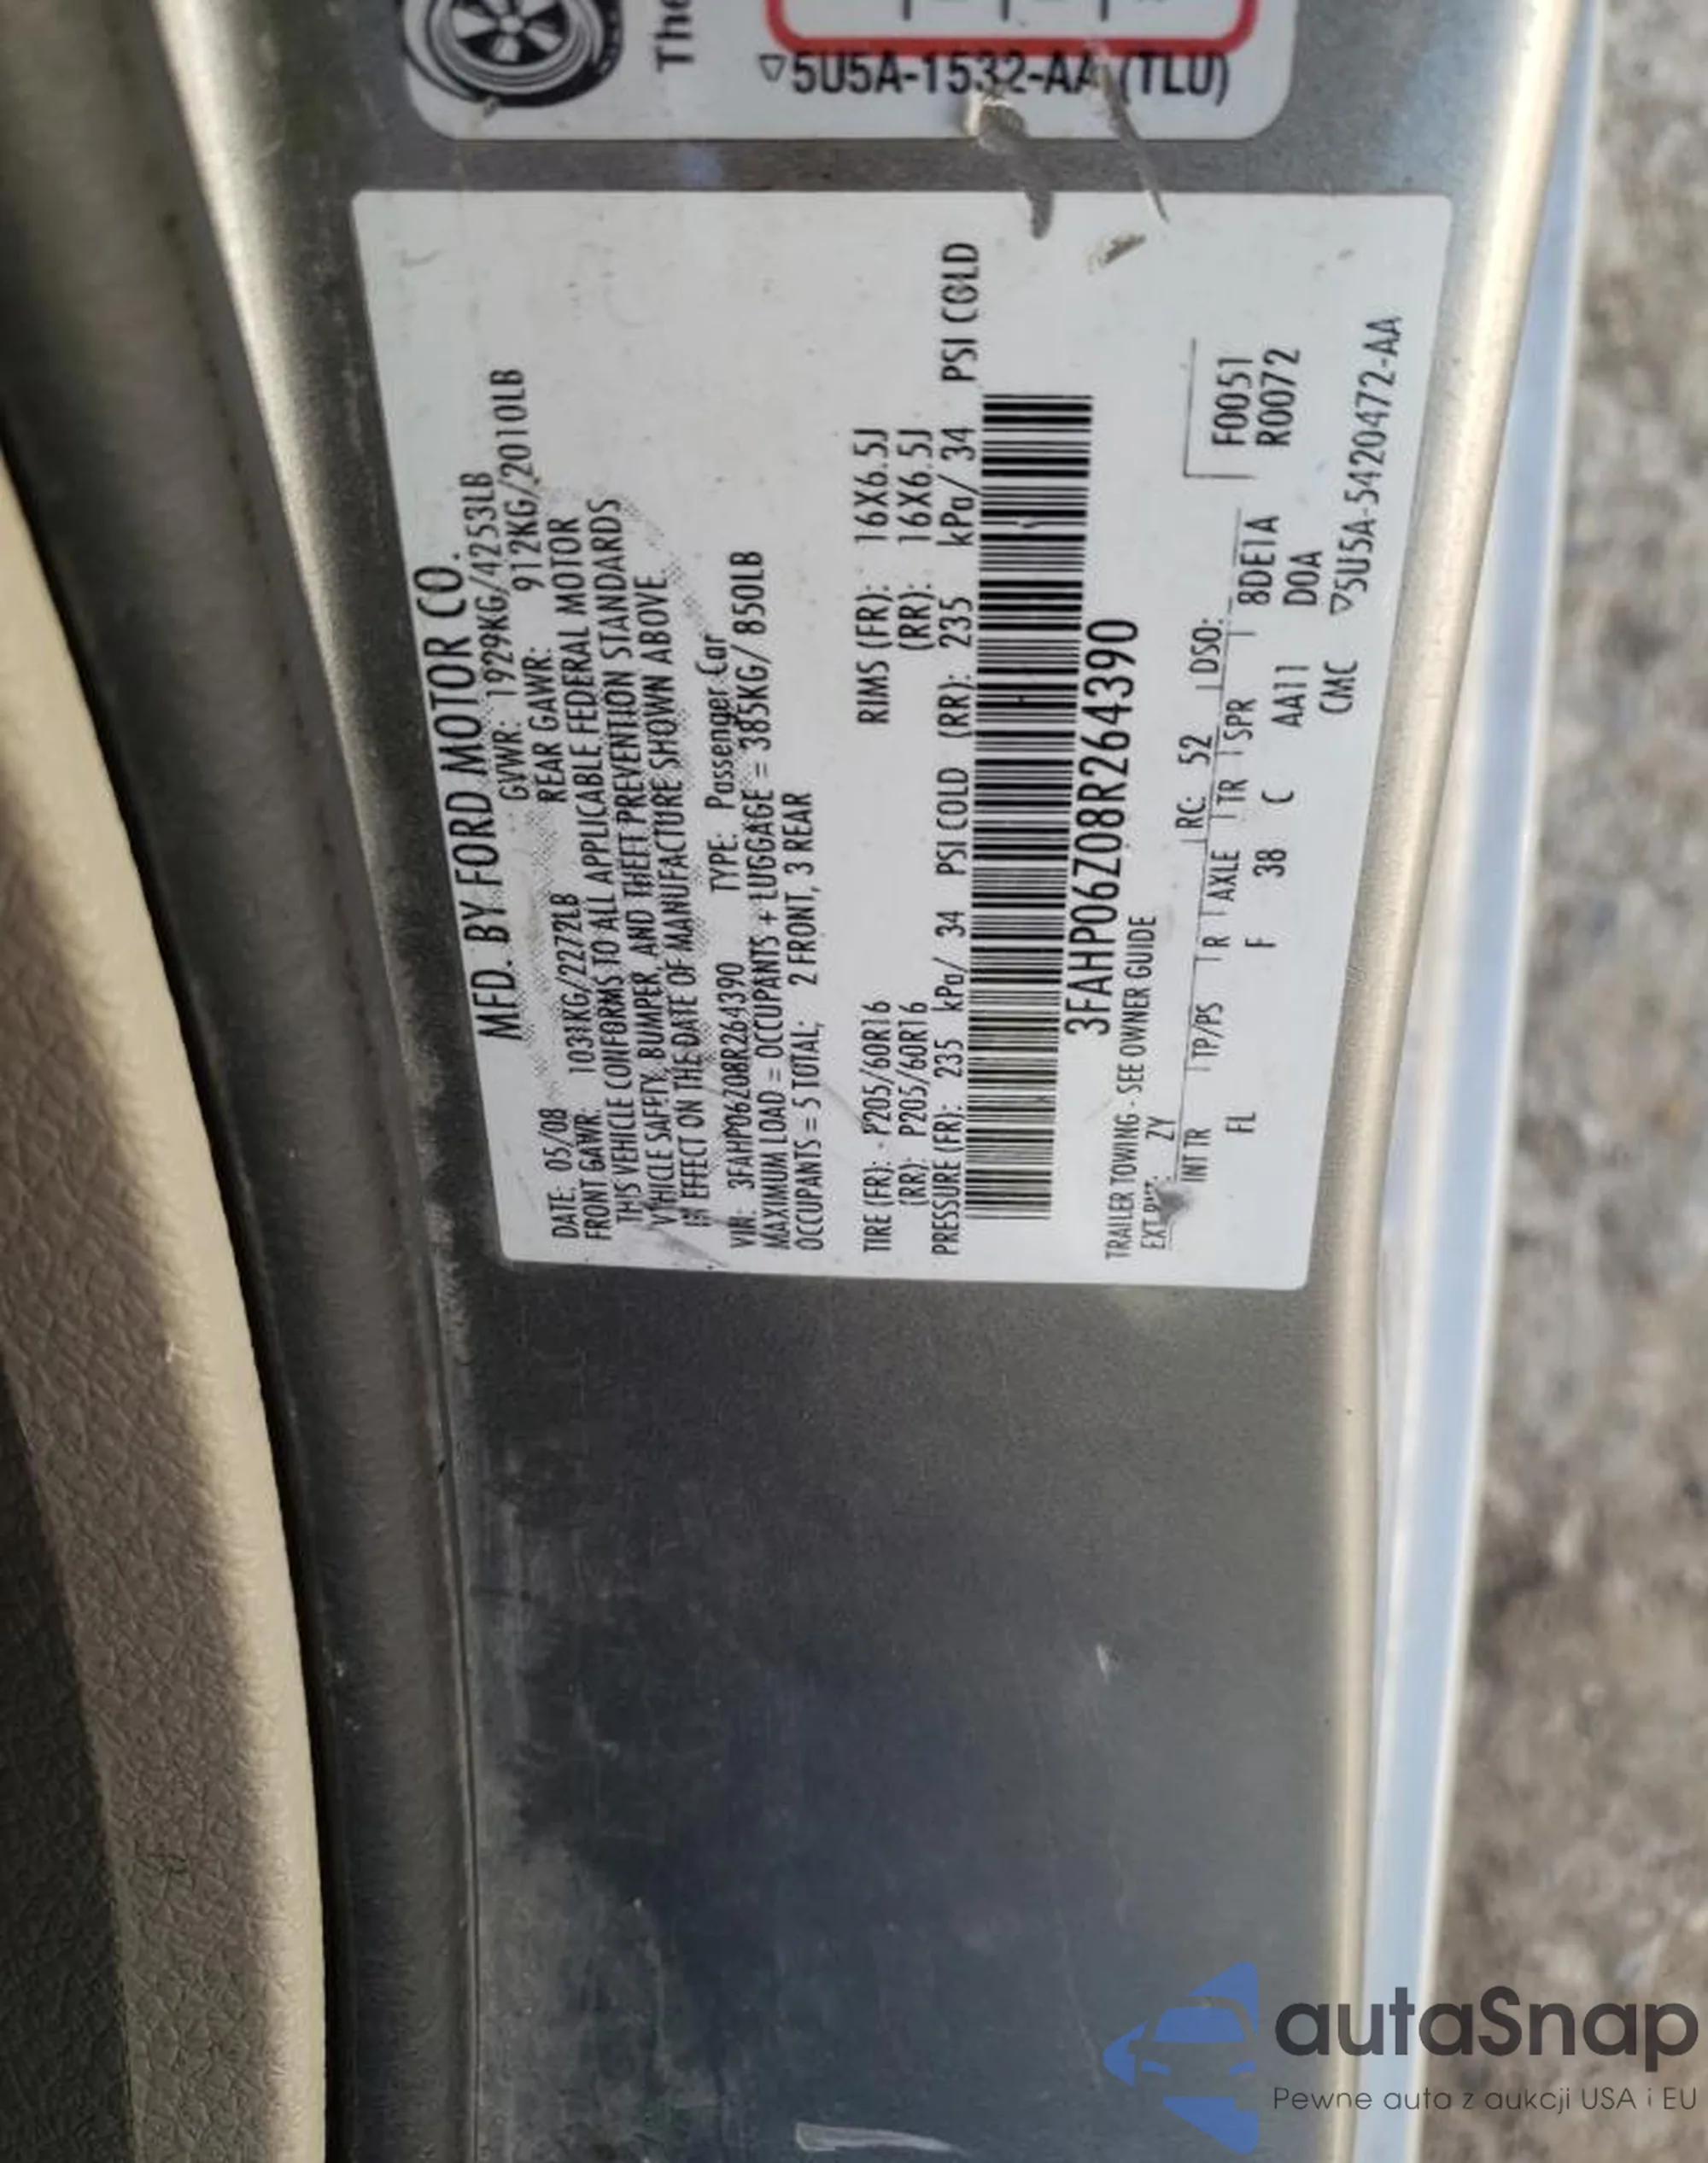 The
▽5U5A-1532-AA (TLU)
MFD. BY FORD MOTOR CO.
DATE: 05/08 GVWR: 1929KG/4253LB
FRONT GAWR: 1031KG/2272LB REAR GAWR: 912KG/2010LB
THIS VEHICLE CONFORMS TO ALL APPLICABLE FEDERAL MOTOR
VEHICLE SAFETY, BUMPER, AND THEFT PREVENTION STANDARDS
IN EFFECT ON THE DATE OF MANUFACTURE SHOWN ABOVE.
VIN: 3FAHP06Z08R264390 TYPE: Passenger Car
MAXIMUM LOAD = OCCUPANTS + LUGGAGE = 385KG/ 850LB
OCCUPANTS = 5 TOTAL; 2 FRONT, 3 REAR
TIRE (FR): P205/60R16 RIMS (FR): 16X6.5J
(RR): P205/60R16 (RR): 16X6.5J
PRESSURE (FR): 235 kPa/ 34 PSI COLD (RR): 235 kPa/ 34 PSI COLD
3FAHP06Z08R264390
TRAILER TOWING - SEE OWNER GUIDE
EXT PNT: ZY RC: 52 DSO:
INT TR TP/PS R AXLE TR SPR 8DE1A F0051
FL F 38 C AA11 D0A R0072
CMC ▽5U5A-5420472-AA
autaSnap
Pewne auta z aukcji USA i EU